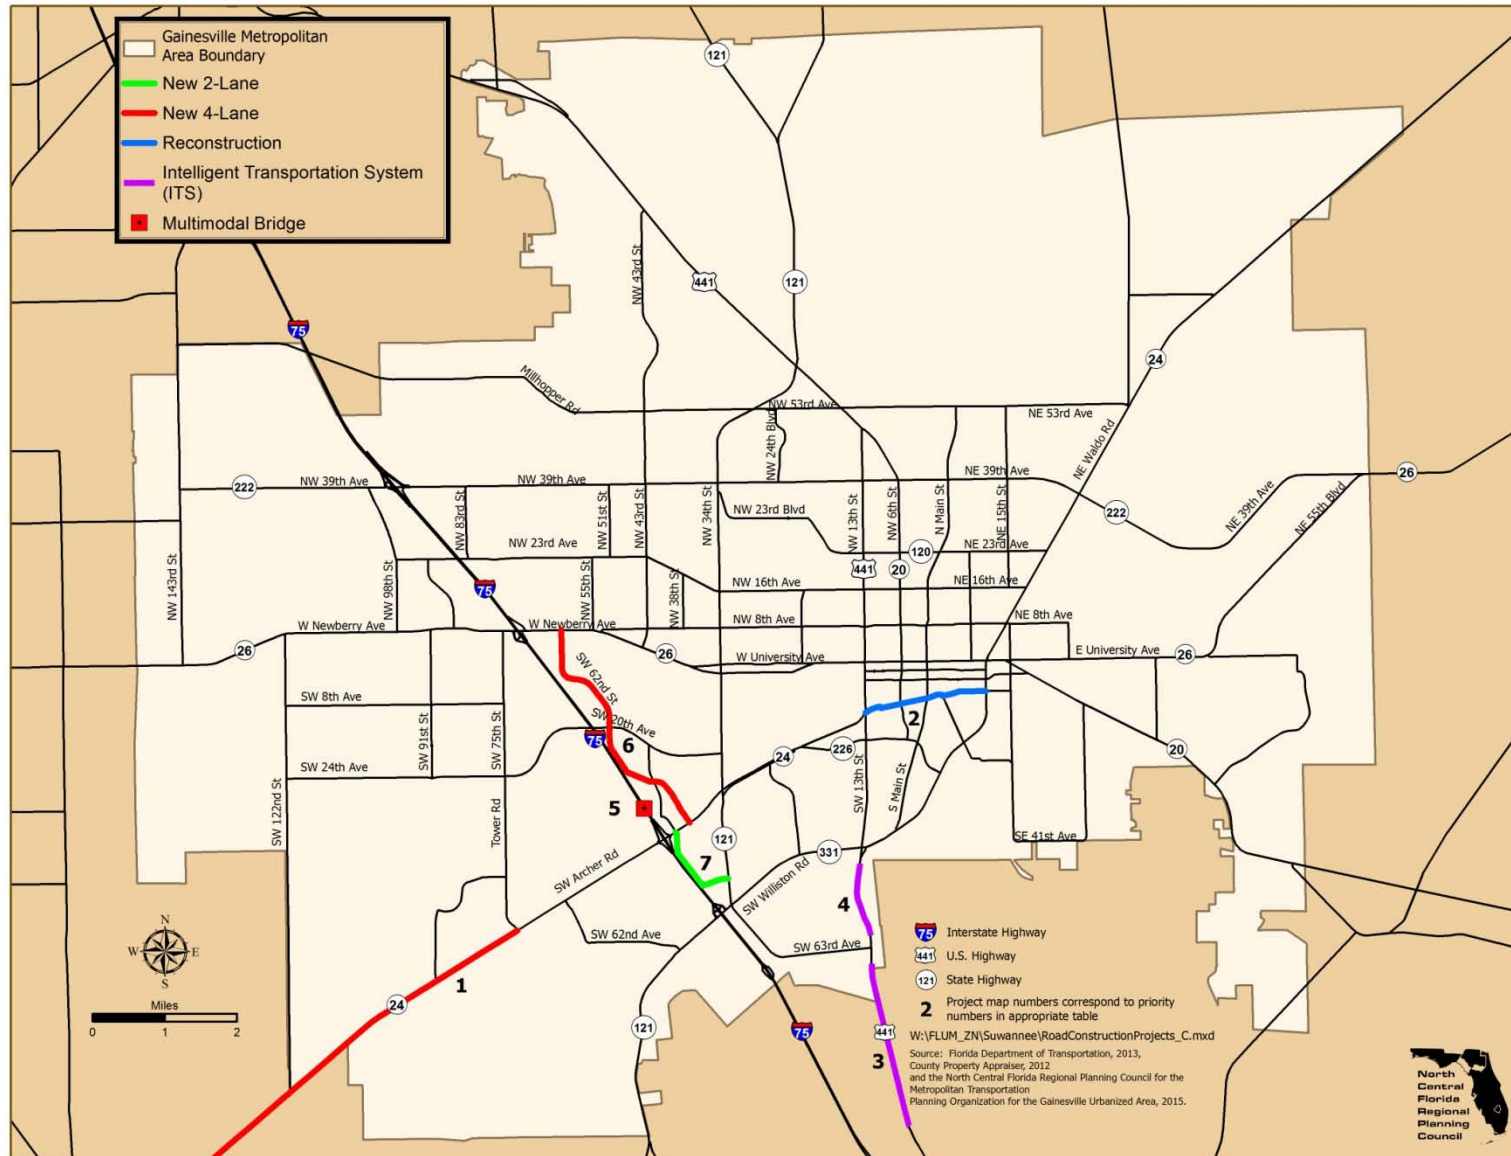 Gainesville Metropolitan
Area Boundary
New 2-Lane
New 4-Lane
Reconstruction
Intelligent Transportation System
(ITS)
Multimodal Bridge
121
441
121
75
NW 43rd St
24
Millhopper Rd
NW 53rd Ave
NE 53rd Ave
NW 24th Blvd
NE Waldo Rd
26
222
NW 39th Ave
NW 39th Ave
NE 39th Ave
222
NE 39th Ave
NE 55th Blvd
NW 83rd St
NW 51st St
NW 43rd St
NW 34th St
NW 23rd Blvd
NW 13th St
NW 6th St
N Main St
NE 15th St
NW 23rd Ave
120
NE 23rd Ave
441
20
NW 143rd St
NW 98th St
75
NW 55th St
NW 38th St
NW 16th Ave
NE 16th Ave
W Newberry Ave
W Newberry Ave
NW 8th Ave
NE 8th Ave
26
26
W University Ave
E University Ave
26
SW 62nd St
SW 8th Ave
SW 91st St
SW 75th St
SW 20th Ave
75
6
2
24
226
20
SW 24th Ave
SW 122nd St
Tower Rd
5
SW 13th St
S Main St
SE 41st Ave
SW Archer Rd
7
121
331
SW Williston Rd
4
SW 62nd Ave
SW 63rd Ave
1
24
121
75
441
3
N
W E
S
Miles
0 1 2
75 Interstate Highway
441 U.S. Highway
121 State Highway
2 Project map numbers correspond to priority
numbers in appropriate table
W:\FLUM_ZN\Suwannee\RoadConstructionProjects_C.mxd
Source: Florida Department of Transportation, 2013,
County Property Appraiser, 2012
and the North Central Florida Regional Planning Council for the
Metropolitan Transportation
Planning Organization for the Gainesville Urbanized Area, 2015.
North
Central
Florida
Regional
Planning
Council